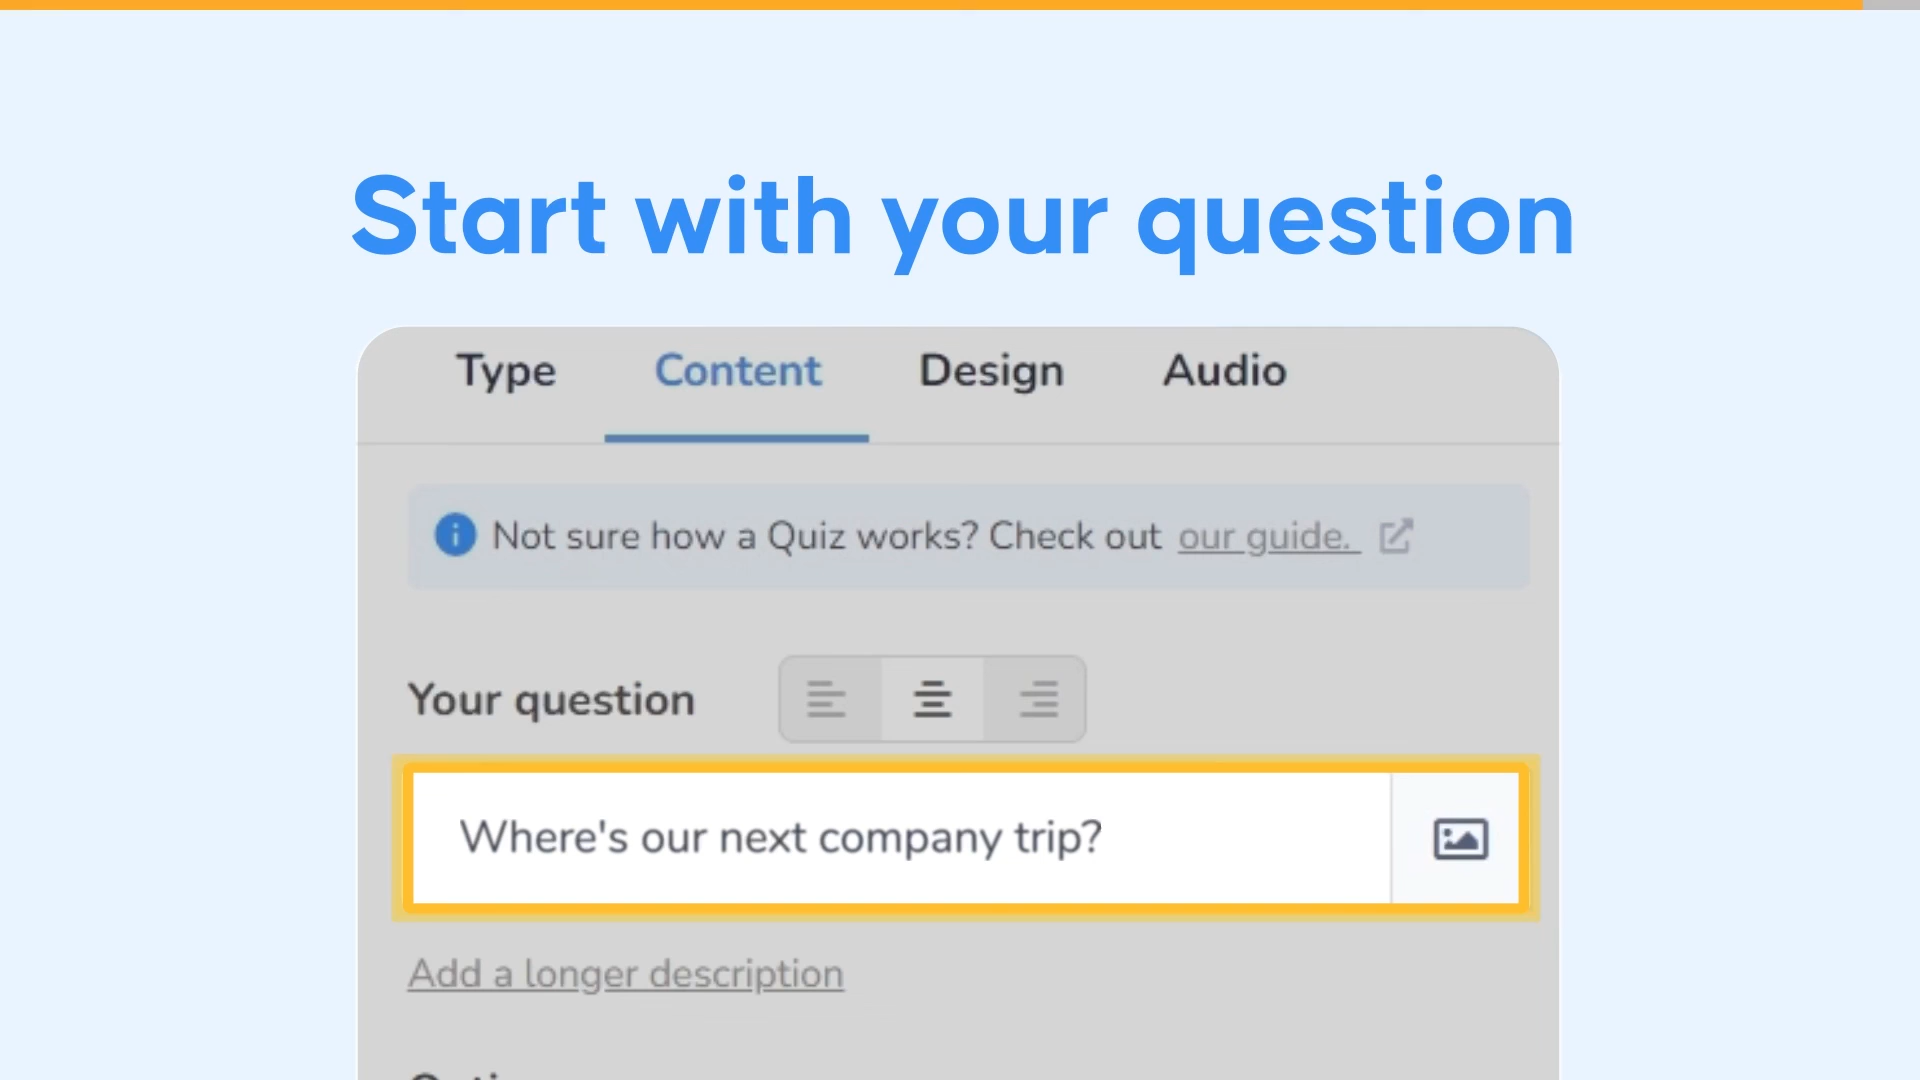 Start with your question
Type Content Design Audio
Not sure how a Quiz works? Check out our guide.
Your question
Where's our next company trip?
Add a longer description